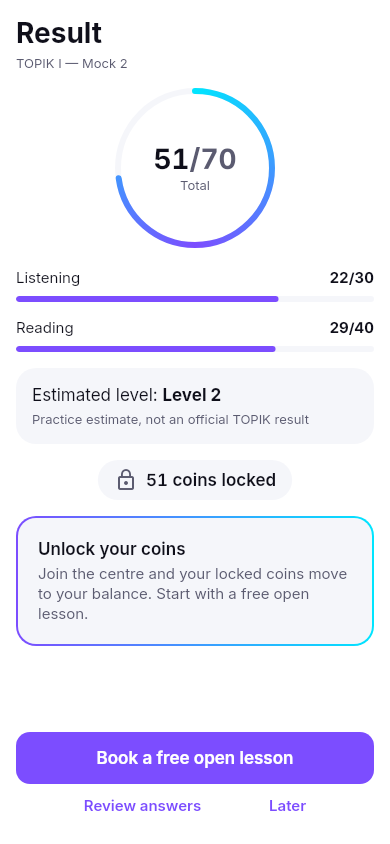 Result
TOPIK I — Mock 2
51/70
Total
Listening 22/30
Reading 29/40
Estimated level: Level 2
Practice estimate, not an official TOPIK result
51 coins locked
Unlock your coins
Join the centre and your locked coins move
to your balance. Start with a free open
lesson.
Book a free open lesson
Review answers Later